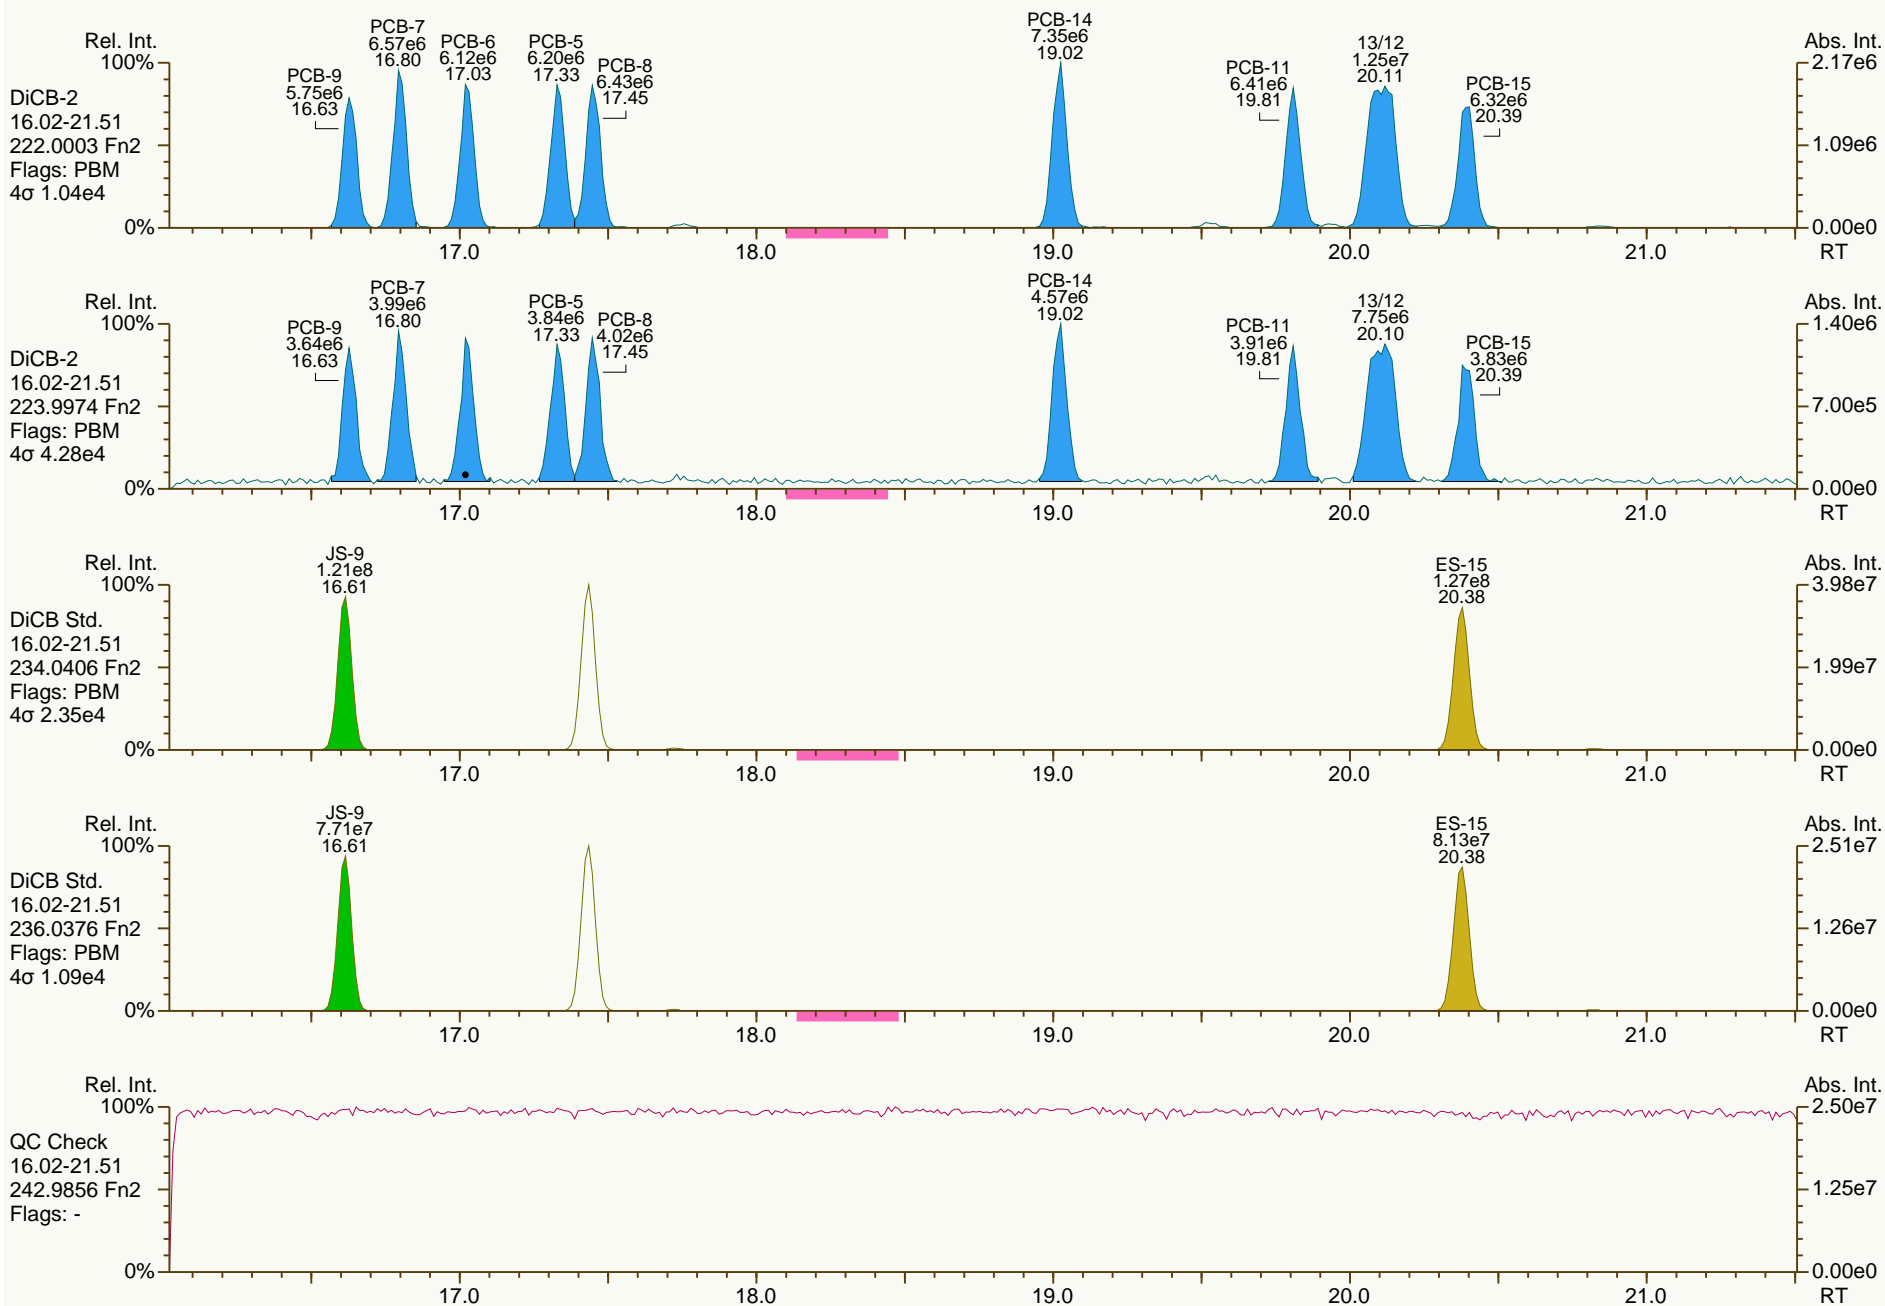 Rel. Int.
100%
0%
DiCB-2
16.02-21.51
222.0003 Fn2
Flags: PBM
4σ 1.04e4
PCB-9
5.75e6
16.63
PCB-7
6.57e6
16.80
PCB-6
6.12e6
17.03
PCB-5
6.20e6
17.33
PCB-8
6.43e6
17.45
PCB-14
7.35e6
19.02
PCB-11
6.41e6
19.81
13/12
1.25e7
20.11
PCB-15
6.32e6
20.39
Abs. Int.
2.17e6
1.09e6
0.00e0
17.0 18.0 19.0 20.0 21.0 RT
Rel. Int.
100%
0%
DiCB-2
16.02-21.51
223.9974 Fn2
Flags: PBM
4σ 4.28e4
PCB-9
3.64e6
16.63
PCB-7
3.99e6
16.80
PCB-5
3.84e6
17.33
PCB-8
4.02e6
17.45
PCB-14
4.57e6
19.02
PCB-11
3.91e6
19.81
13/12
7.75e6
20.10
PCB-15
3.83e6
20.39
Abs. Int.
1.40e6
7.00e5
0.00e0
17.0 18.0 19.0 20.0 21.0 RT
Rel. Int.
100%
0%
DiCB Std.
16.02-21.51
234.0406 Fn2
Flags: PBM
4σ 2.35e4
JS-9
1.21e8
16.61
ES-15
1.27e8
20.38
Abs. Int.
3.98e7
1.99e7
0.00e0
17.0 18.0 19.0 20.0 21.0 RT
Rel. Int.
100%
0%
DiCB Std.
16.02-21.51
236.0376 Fn2
Flags: PBM
4σ 1.09e4
JS-9
7.71e7
16.61
ES-15
8.13e7
20.38
Abs. Int.
2.51e7
1.26e7
0.00e0
17.0 18.0 19.0 20.0 21.0 RT
Rel. Int.
100%
0%
QC Check
16.02-21.51
242.9856 Fn2
Flags: -
Abs. Int.
2.50e7
1.25e7
0.00e0
17.0 18.0 19.0 20.0 21.0 RT